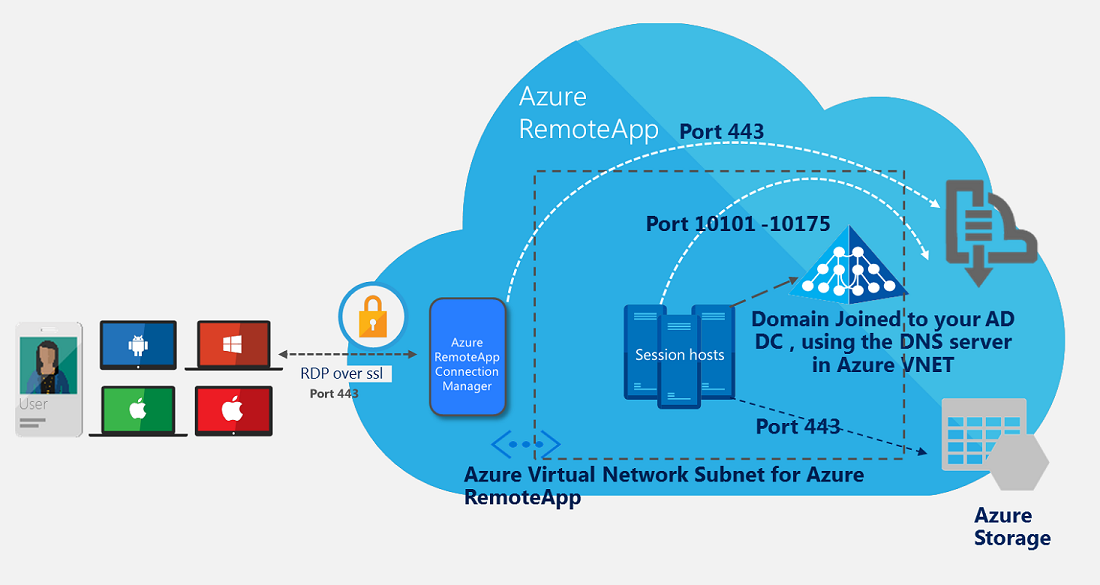 Azure
RemoteApp
Port 443
Port 10101 -10175
User
RDP over ssl
Port 443
Azure
RemoteApp
Connection
Manager
Session hosts
Domain Joined to your AD
DC , using the DNS server
in Azure VNET
Port 443
Azure Virtual Network Subnet for Azure
RemoteApp
Azure
Storage